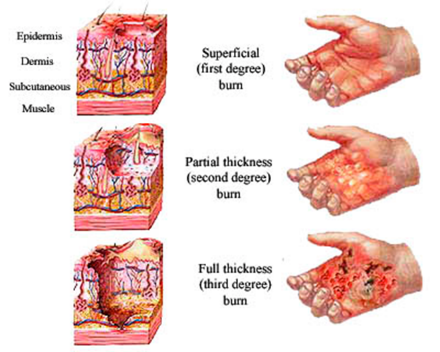 Epidermis
Dermis
Subcutaneous
Muscle
Superficial
(first degree)
burn
Partial thickness
(second degree)
burn
Full thickness
(third degree)
burn